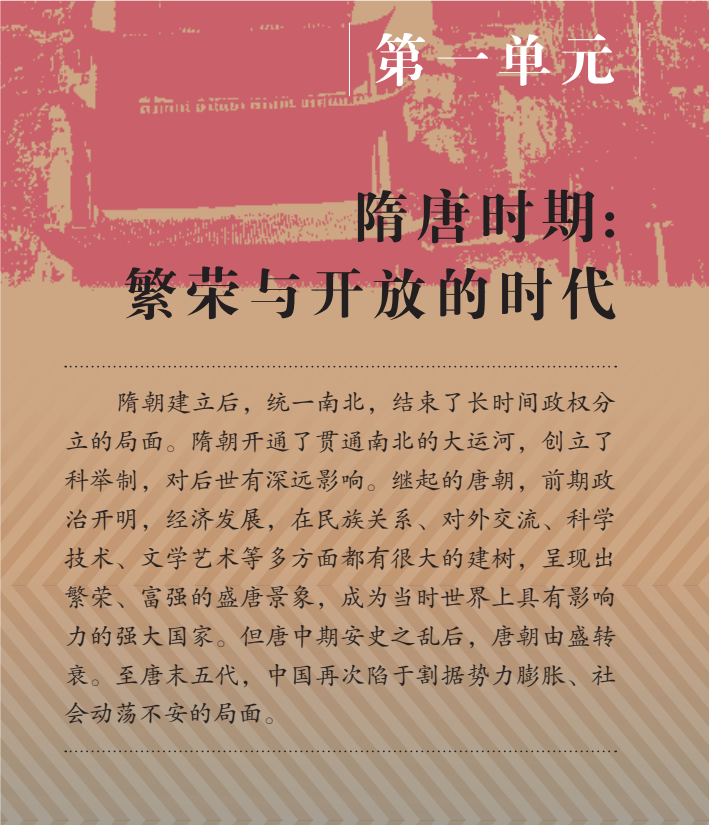 第一单元
隋唐时期：
繁荣与开放的时代
隋朝建立后，统一南北，结束了长时间政权分
立的局面。隋朝开通了贯通南北的大运河，创立了
科举制，对后世有深远影响。继起的唐朝，前期政
治开明，经济发展，在民族关系、对外交流、科学
技术、文学艺术等多方面都有很大的建树，呈现出
繁荣、富强的盛唐景象，成为当时世界上具有影响
力的强大国家。但唐中期安史之乱后，唐朝由盛转
衰。至唐末五代，中国再次陷于割据势力膨胀、社
会动荡不安的局面。